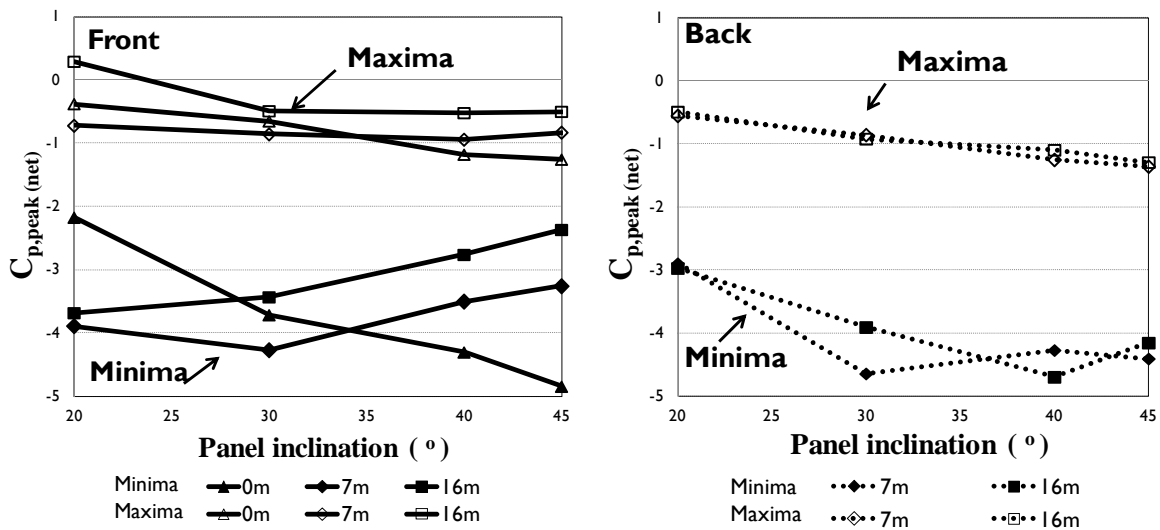 Front
Maxima
Minima
C p,peak (net)
1
0
-1
-2
-3
-4
-5
20 25 30 35 40 45
Panel inclination ( o )
Minima 0m 7m 16m
Maxima 0m 7m 16m
Back
Maxima
Minima
C p,peak (net)
1
0
-1
-2
-3
-4
-5
20 25 30 35 40 45
Panel inclination ( o )
Minima 7m 16m
Maxima 7m 16m